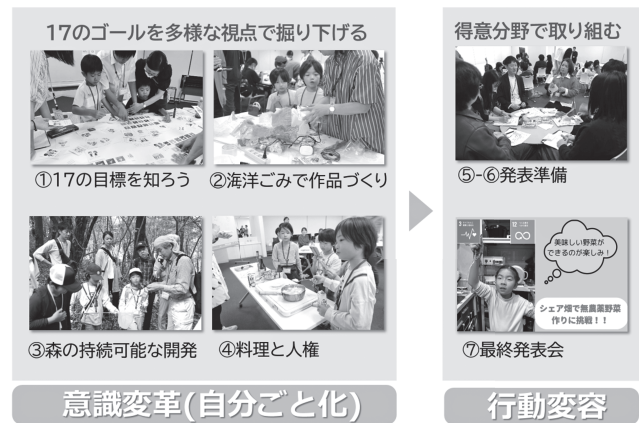 17のゴールを多様な視点で掘り下げる
①17の目標を知ろう
②海洋ごみで作品づくり
③森の持続可能な開発
④料理と人権
意識変革(自分ごと化)
得意分野で取り組む
⑤-⑥発表準備
美味しい野菜が
できるのが楽しみ!
シェア畑で無農薬野菜
作りに挑戦!!
⑦最終発表会
行動変容